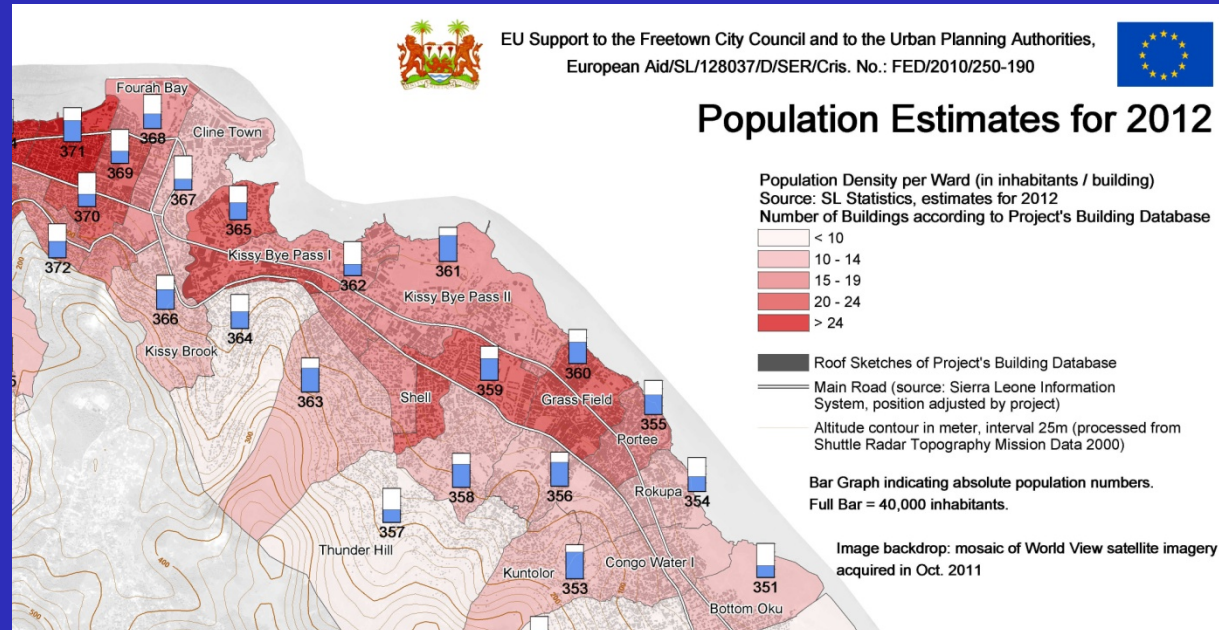 EU Support to the Freetown City Council and to the Urban Planning Authorities,
European Aid/SL/128037/D/SER/Cris. No.: FED/2010/250-190
Population Estimates for 2012
Population Density per Ward (in inhabitants / building)
Source: SL Statistics, estimates for 2012
Number of Buildings according to Project's Building Database
< 10
10 - 14
15 - 19
20 - 24
> 24
Roof Sketches of Project's Building Database
Main Road (source: Sierra Leone Information
System, position adjusted by project)
Altitude contour in meter, interval 25m (processed from
Shuttle Radar Topography Mission Data 2000)
Bar Graph indicating absolute population numbers.
Full Bar = 40,000 inhabitants.
Image backdrop: mosaic of World View satellite imagery
acquired in Oct. 2011
Fourah Bay
368
Cline Town
371
369
367
370
365
372
Kissy Bye Pass I
362
361
Kissy Bye Pass II
366
364
Kissy Brook
363
359
360
Shell
Grass Field
355
Portee
358
356
Rokupa
354
357
Thunder Hill
Kuntolor
353
Congo Water I
351
Bottom Oku
200
300
400
500